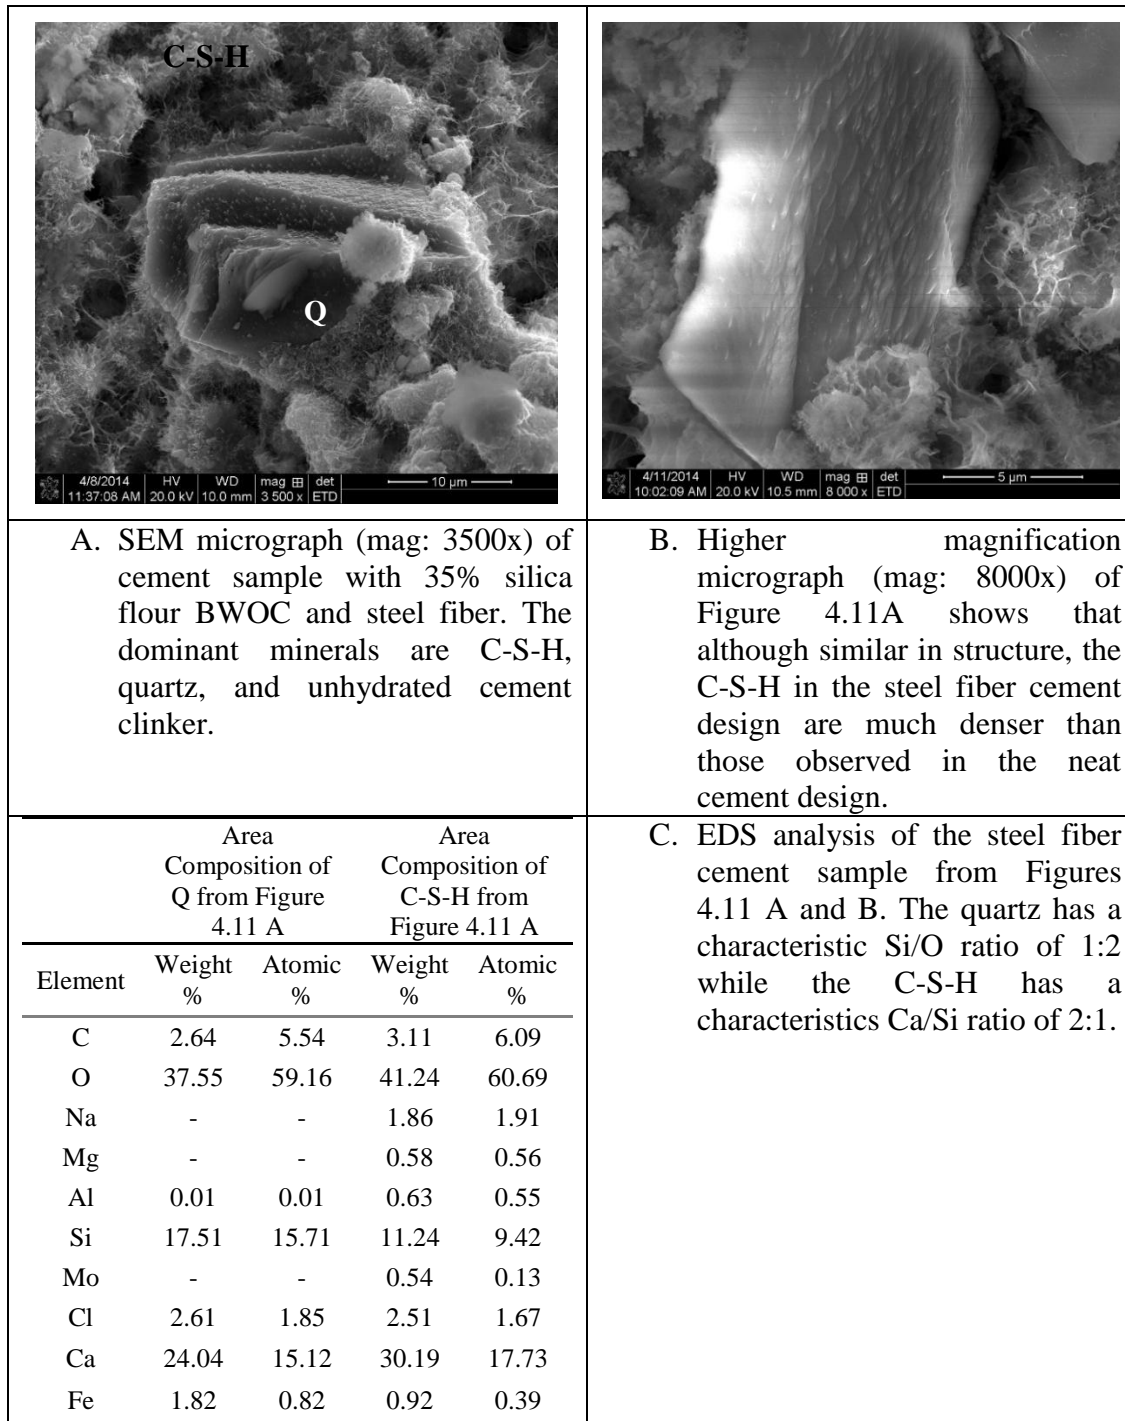 C-S-H
Q
4/8/2014 HV WD mag ⊞ det 10 µm
11:37:08 AM 20.0 kV 10.0 mm 3 500 x ETD
4/11/2014 HV WD mag ⊞ det 5 µm
10:02:09 AM 20.0 kV 10.5 mm 8 000 x ETD
A. SEM micrograph (mag: 3500x) of
cement sample with 35% silica
flour BWOC and steel fiber. The
dominant minerals are C-S-H,
quartz, and unhydrated cement
clinker.
B. Higher magnification
micrograph (mag: 8000x) of
Figure 4.11A shows that
although similar in structure, the
C-S-H in the steel fiber cement
design are much denser than
those observed in the neat
cement design.
Area Area
Composition of Composition of
Q from Figure C-S-H from
4.11 A Figure 4.11 A
Element Weight % Atomic % Weight % Atomic %
C 2.64 5.54 3.11 6.09
O 37.55 59.16 41.24 60.69
Na - - 1.86 1.91
Mg - - 0.58 0.56
Al 0.01 0.01 0.63 0.55
Si 17.51 15.71 11.24 9.42
Mo - - 0.54 0.13
Cl 2.61 1.85 2.51 1.67
Ca 24.04 15.12 30.19 17.73
Fe 1.82 0.82 0.92 0.39
C. EDS analysis of the steel fiber
cement sample from Figures
4.11 A and B. The quartz has a
characteristic Si/O ratio of 1:2
while the C-S-H has a
characteristics Ca/Si ratio of 2:1.